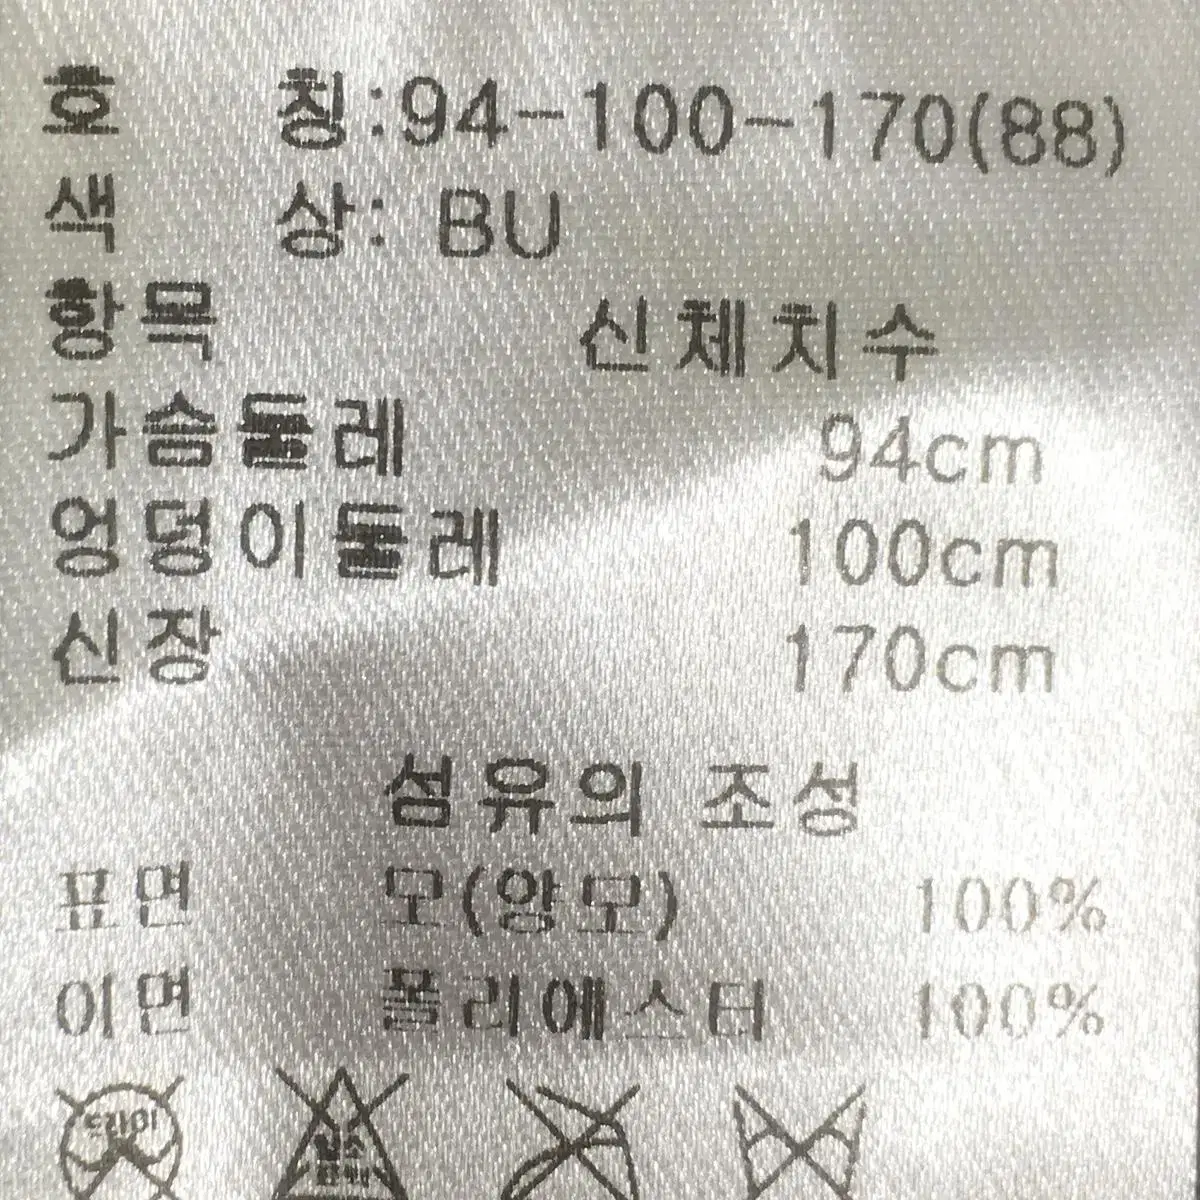 호 칭:94-100-170(88)
색 상: BU
항목 신체치수
가슴둘레 94cm
엉덩이둘레 100cm
신장 170cm
섬유의 조성
표면 모(양모) 100%
이면 폴리에스터 100%
드라이